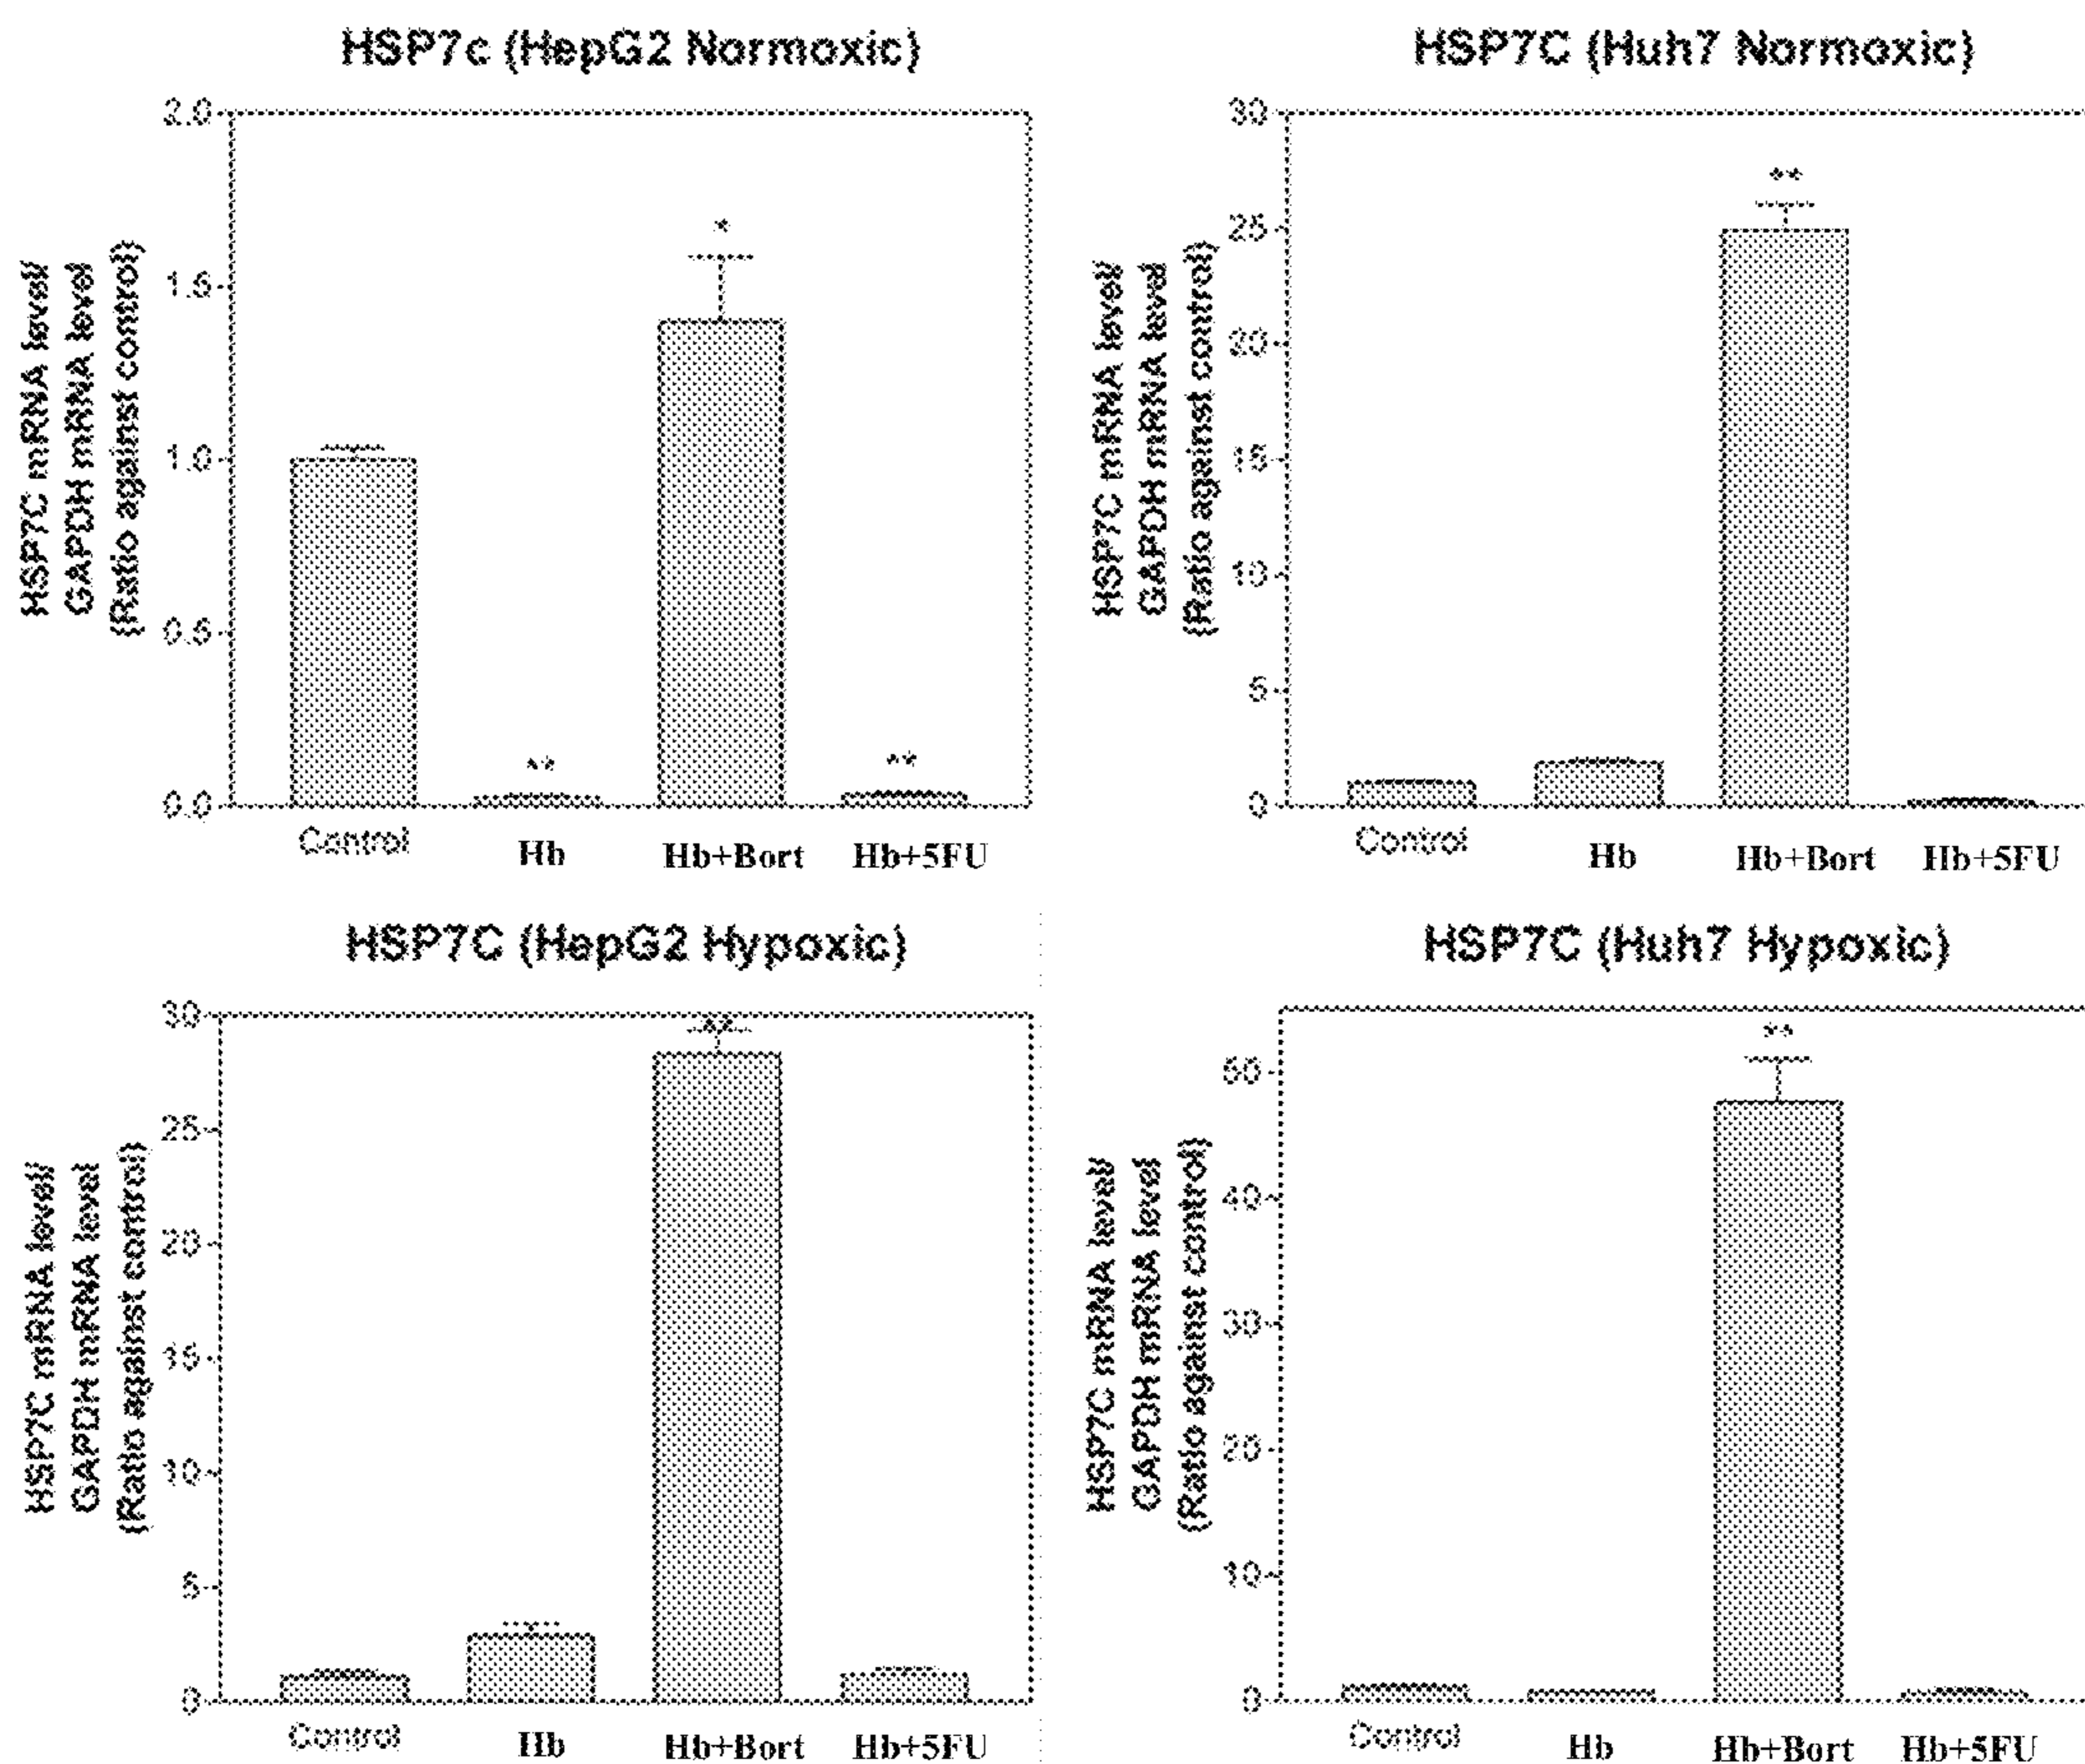 HSP7c (HepG2 Normoxic)
HSP7C mRNA level/
GAPDH mRNA level
(Ratio against control)
2.0
1.5
1.0
0.5
0.0
*
**
**
Control
Hb
Hb+Bort
Hb+5FU
HSP7C (Huh7 Normoxic)
HSP7C mRNA level/
GAPDH mRNA level
(Ratio against control)
30
25
20
15
10
5
0
**
Control
Hb
Hb+Bort
Hb+5FU
HSP7C (HepG2 Hypoxic)
HSP7C mRNA level/
GAPDH mRNA level
(Ratio against control)
30
25
20
15
10
5
0
**
Control
Hb
Hb+Bort
Hb+5FU
HSP7C (Huh7 Hypoxic)
HSP7C mRNA level/
GAPDH mRNA level
(Ratio against control)
50
40
30
20
10
0
**
Control
Hb
Hb+Bort
Hb+5FU